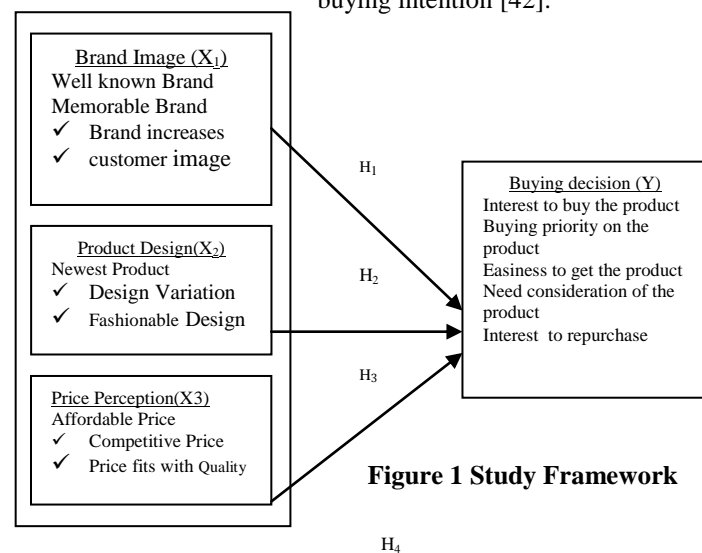 buying intention [42].
Brand Image (X1)
Well known Brand
Memorable Brand
✓ Brand increases
✓ customer image
Product Design(X2)
Newest Product
✓ Design Variation
✓ Fashionable Design
Price Perception(X3)
Affordable Price
✓ Competitive Price
✓ Price fits with Quality
H1
H2
H3
Buying decision (Y)
Interest to buy the product
Buying priority on the
product
Easiness to get the product
Need consideration of the
product
Interest to repurchase
Figure 1 Study Framework
H4